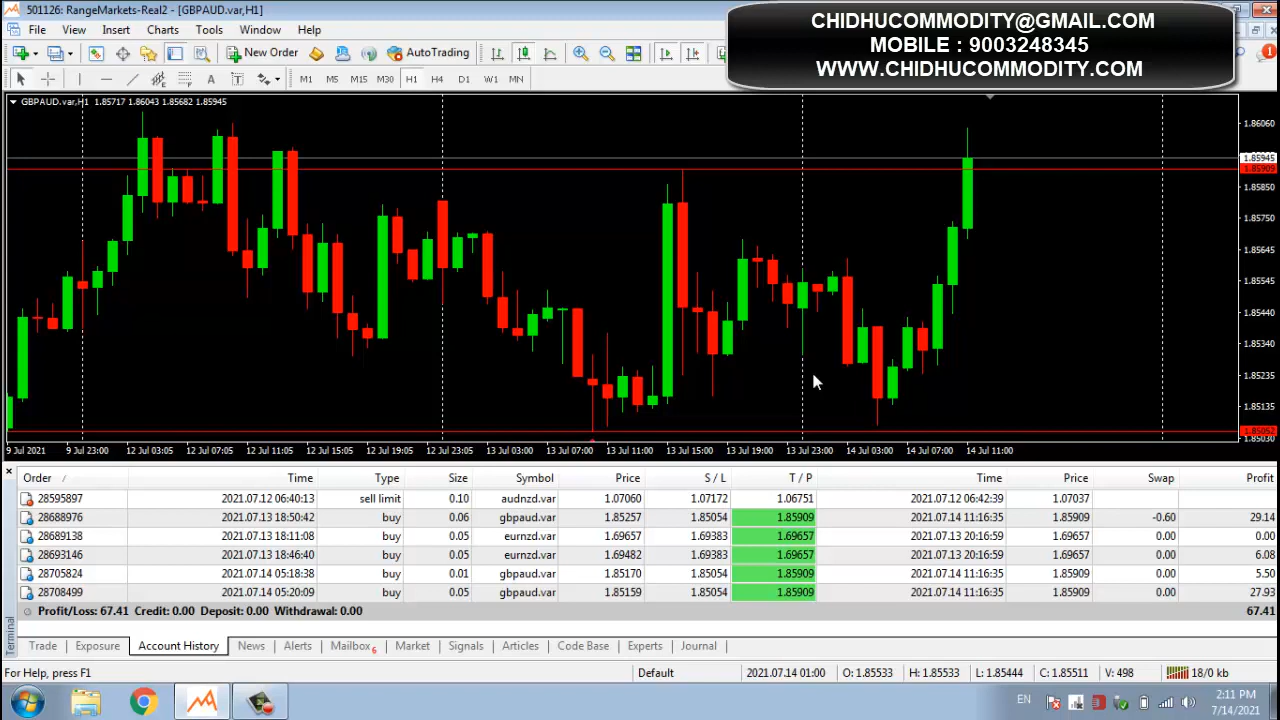 501126: RangeMarkets-Real2 - [GBPAUD.var,H1]
CHIDHUCOMMODITY@GMAIL.COM
MOBILE : 9003248345
WWW.CHIDHUCOMMODITY.COM
File View Insert Charts Tools Window Help
New Order AutoTrading
A T M1 M5 M15 M30 H1 H4 D1 W1 MN
1
GBPAUD.var,H1 1.85717 1.86043 1.85682 1.85945
1.86060
1.85945
1.85909
1.85850
1.85750
1.85645
1.85545
1.85440
1.85340
1.85235
1.85135
1.85052
1.85030
9 Jul 2021 9 Jul 23:00 12 Jul 03:00 12 Jul 07:05 12 Jul 11:05 12 Jul 15:05 12 Jul 19:05 12 Jul 23:05 13 Jul 03:00 13 Jul 07:00 13 Jul 11:00 13 Jul 15:00 13 Jul 19:00 13 Jul 23:00 14 Jul 03:00 14 Jul 07:00 14 Jul 11:00
Order / Time Type Size Symbol Price S / L T / P Time Price Swap Profit
28595897 2021.07.12 06:40:13 sell limit 0.10 audnzd.var 1.07060 1.07172 1.06751 2021.07.12 06:42:39 1.07037
28688976 2021.07.13 18:50:42 buy 0.06 gbpaud.var 1.85257 1.85054 1.85909 2021.07.14 11:16:35 1.85909 -0.60 29.14
28689138 2021.07.13 18:11:08 buy 0.05 eurnzd.var 1.69657 1.69383 1.69657 2021.07.13 20:16:59 1.69657 0.00 0.00
28693146 2021.07.13 18:46:40 buy 0.05 eurnzd.var 1.69482 1.69383 1.69657 2021.07.13 20:16:59 1.69657 0.00 6.08
28705824 2021.07.14 05:18:38 buy 0.01 gbpaud.var 1.85170 1.85054 1.85909 2021.07.14 11:16:35 1.85909 0.00 5.50
28708499 2021.07.14 05:20:09 buy 0.05 gbpaud.var 1.85159 1.85054 1.85909 2021.07.14 11:16:35 1.85909 0.00 27.93
Profit/Loss: 67.41 Credit: 0.00 Deposit: 0.00 Withdrawal: 0.00 67.41
Terminal
Trade Exposure Account History News Alerts Mailbox 6 Market Signals Articles Code Base Experts Journal
For Help, press F1 Default 2021.07.14 01:00 O: 1.85533 H: 1.85533 L: 1.85444 C: 1.85511 V: 498 18/0 kb
EN
2:11 PM
7/14/2021